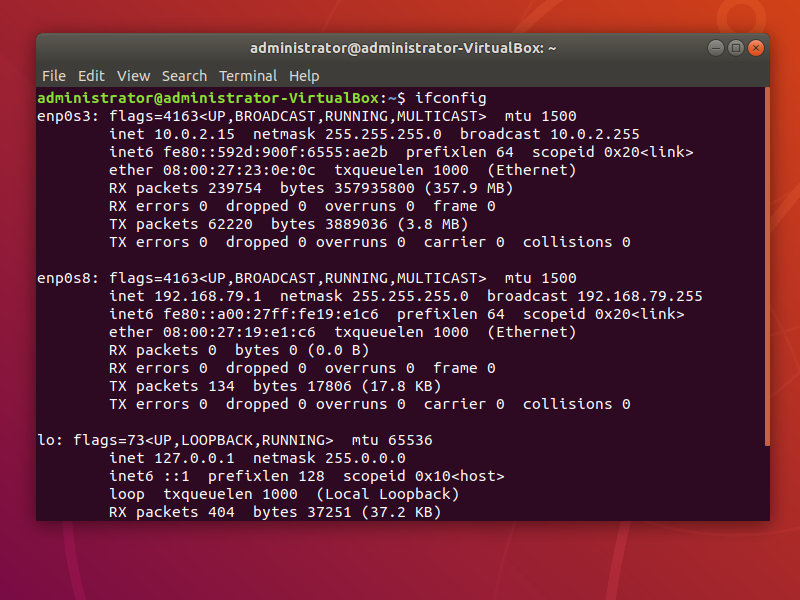 administrator@administrator-VirtualBox: ~
File Edit View Search Terminal Help
administrator@administrator-VirtualBox:~$ ifconfig
enp0s3: flags=4163<UP,BROADCAST,RUNNING,MULTICAST>  mtu 1500
        inet 10.0.2.15  netmask 255.255.255.0  broadcast 10.0.2.255
        inet6 fe80::592d:900f:6555:ae2b  prefixlen 64  scopeid 0x20<link>
        ether 08:00:27:23:0e:0c  txqueuelen 1000  (Ethernet)
        RX packets 239754  bytes 357935800 (357.9 MB)
        RX errors 0  dropped 0  overruns 0  frame 0
        TX packets 62220  bytes 3889036 (3.8 MB)
        TX errors 0  dropped 0 overruns 0  carrier 0  collisions 0

enp0s8: flags=4163<UP,BROADCAST,RUNNING,MULTICAST>  mtu 1500
        inet 192.168.79.1  netmask 255.255.255.0  broadcast 192.168.79.255
        inet6 fe80::a00:27ff:fe19:e1c6  prefixlen 64  scopeid 0x20<link>
        ether 08:00:27:19:e1:c6  txqueuelen 1000  (Ethernet)
        RX packets 0  bytes 0 (0.0 B)
        RX errors 0  dropped 0  overruns 0  frame 0
        TX packets 134  bytes 17806 (17.8 KB)
        TX errors 0  dropped 0 overruns 0  carrier 0  collisions 0

lo: flags=73<UP,LOOPBACK,RUNNING>  mtu 65536
        inet 127.0.0.1  netmask 255.0.0.0
        inet6 ::1  prefixlen 128  scopeid 0x10<host>
        loop  txqueuelen 1000  (Local Loopback)
        RX packets 404  bytes 37251 (37.2 KB)